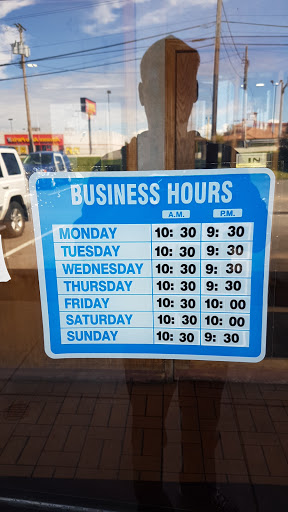 IN
BUSINESS HOURS
A.M. P.M.
MONDAY 10: 30 9: 30
TUESDAY 10: 30 9: 30
WEDNESDAY 10: 30 9: 30
THURSDAY 10: 30 9: 30
FRIDAY 10: 30 10: 00
SATURDAY 10: 30 10: 00
SUNDAY 10: 30 9: 30